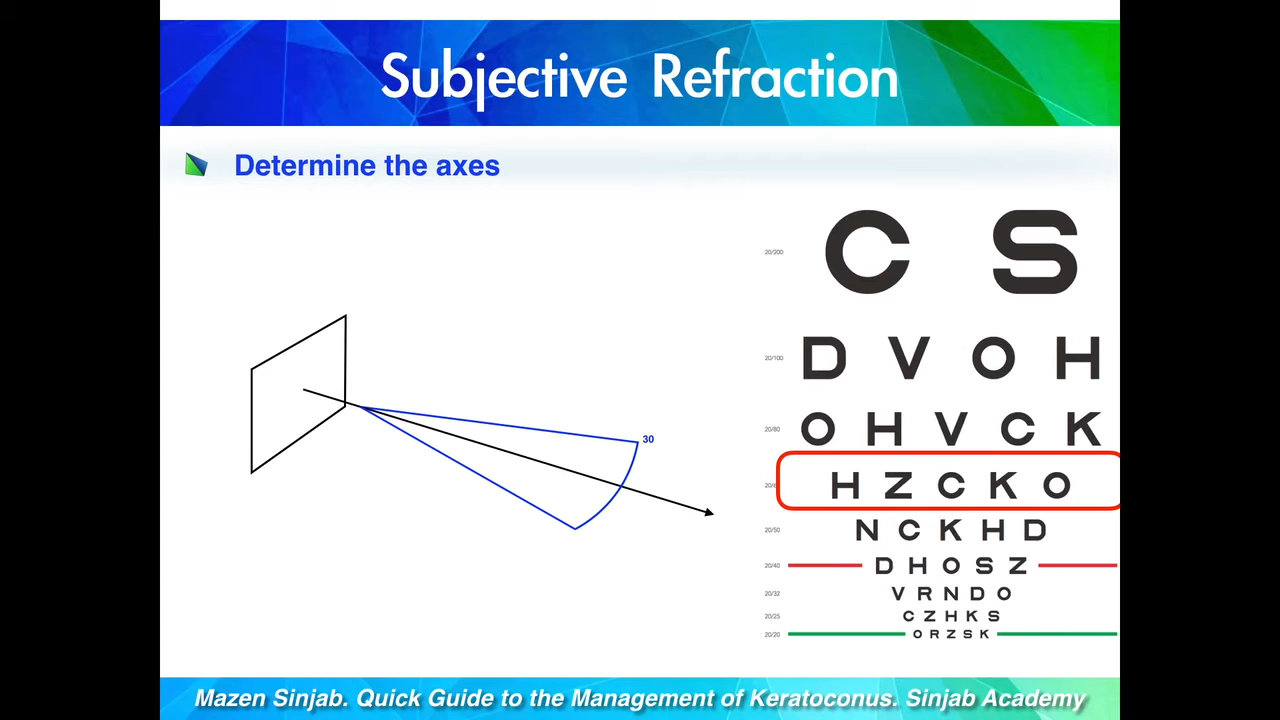 Subjective Refraction
Determine the axes
30
20/200 C S
20/100 D V O H
20/80 O H V C K
H Z C K O
20/50 N C K H D
20/40 D H O S Z
20/32 V R N D O
20/25 C Z H K S
20/20 O R Z S K
Mazen Sinjab. Quick Guide to the Management of Keratoconus. Sinjab Academy